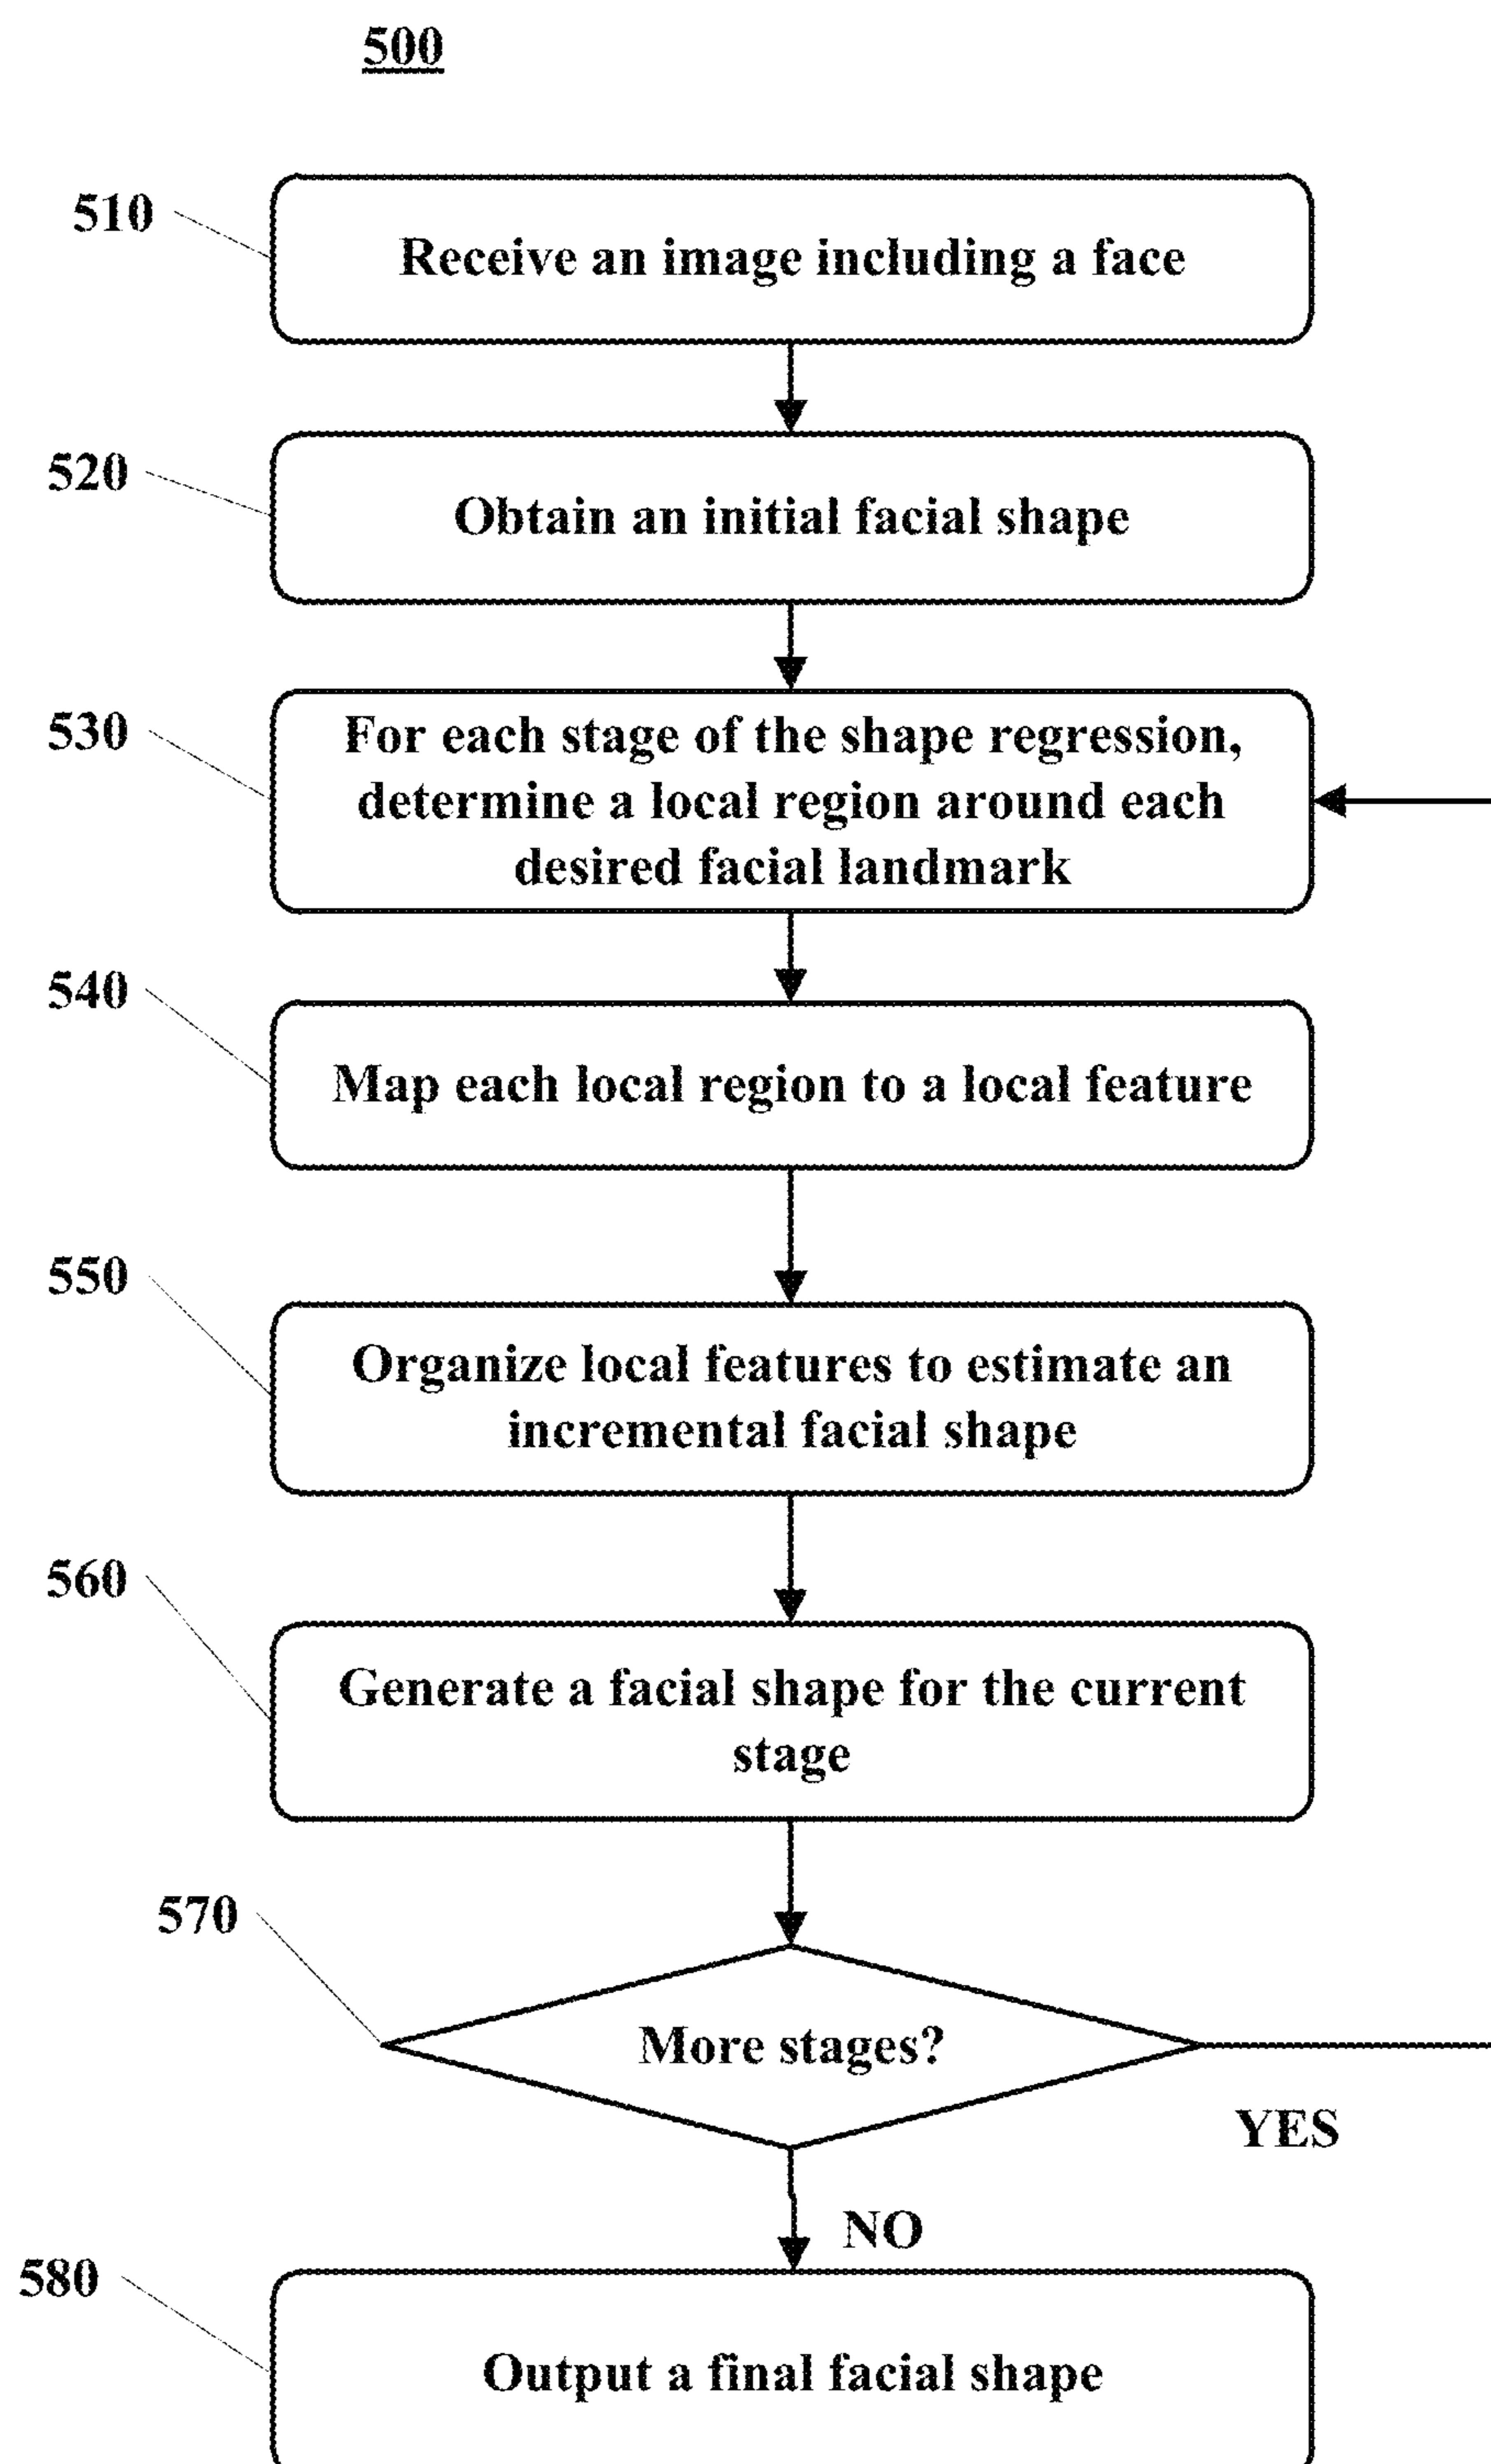 500
510
Receive an image including a face
520
Obtain an initial facial shape
530
For each stage of the shape regression,
determine a local region around each
desired facial landmark
540
Map each local region to a local feature
550
Organize local features to estimate an
incremental facial shape
560
Generate a facial shape for the current
stage
570
More stages?
YES
NO
580
Output a final facial shape